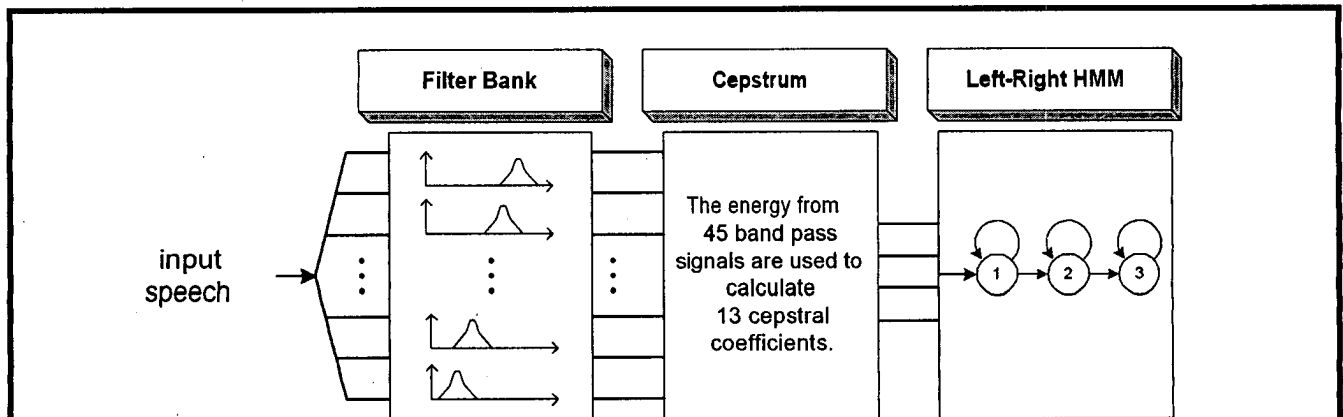 Filter Bank
Cepstrum
Left-Right HMM
input
speech
The energy from
45 band pass
signals are used to
calculate
13 cepstral
coefficients.
1
2
3